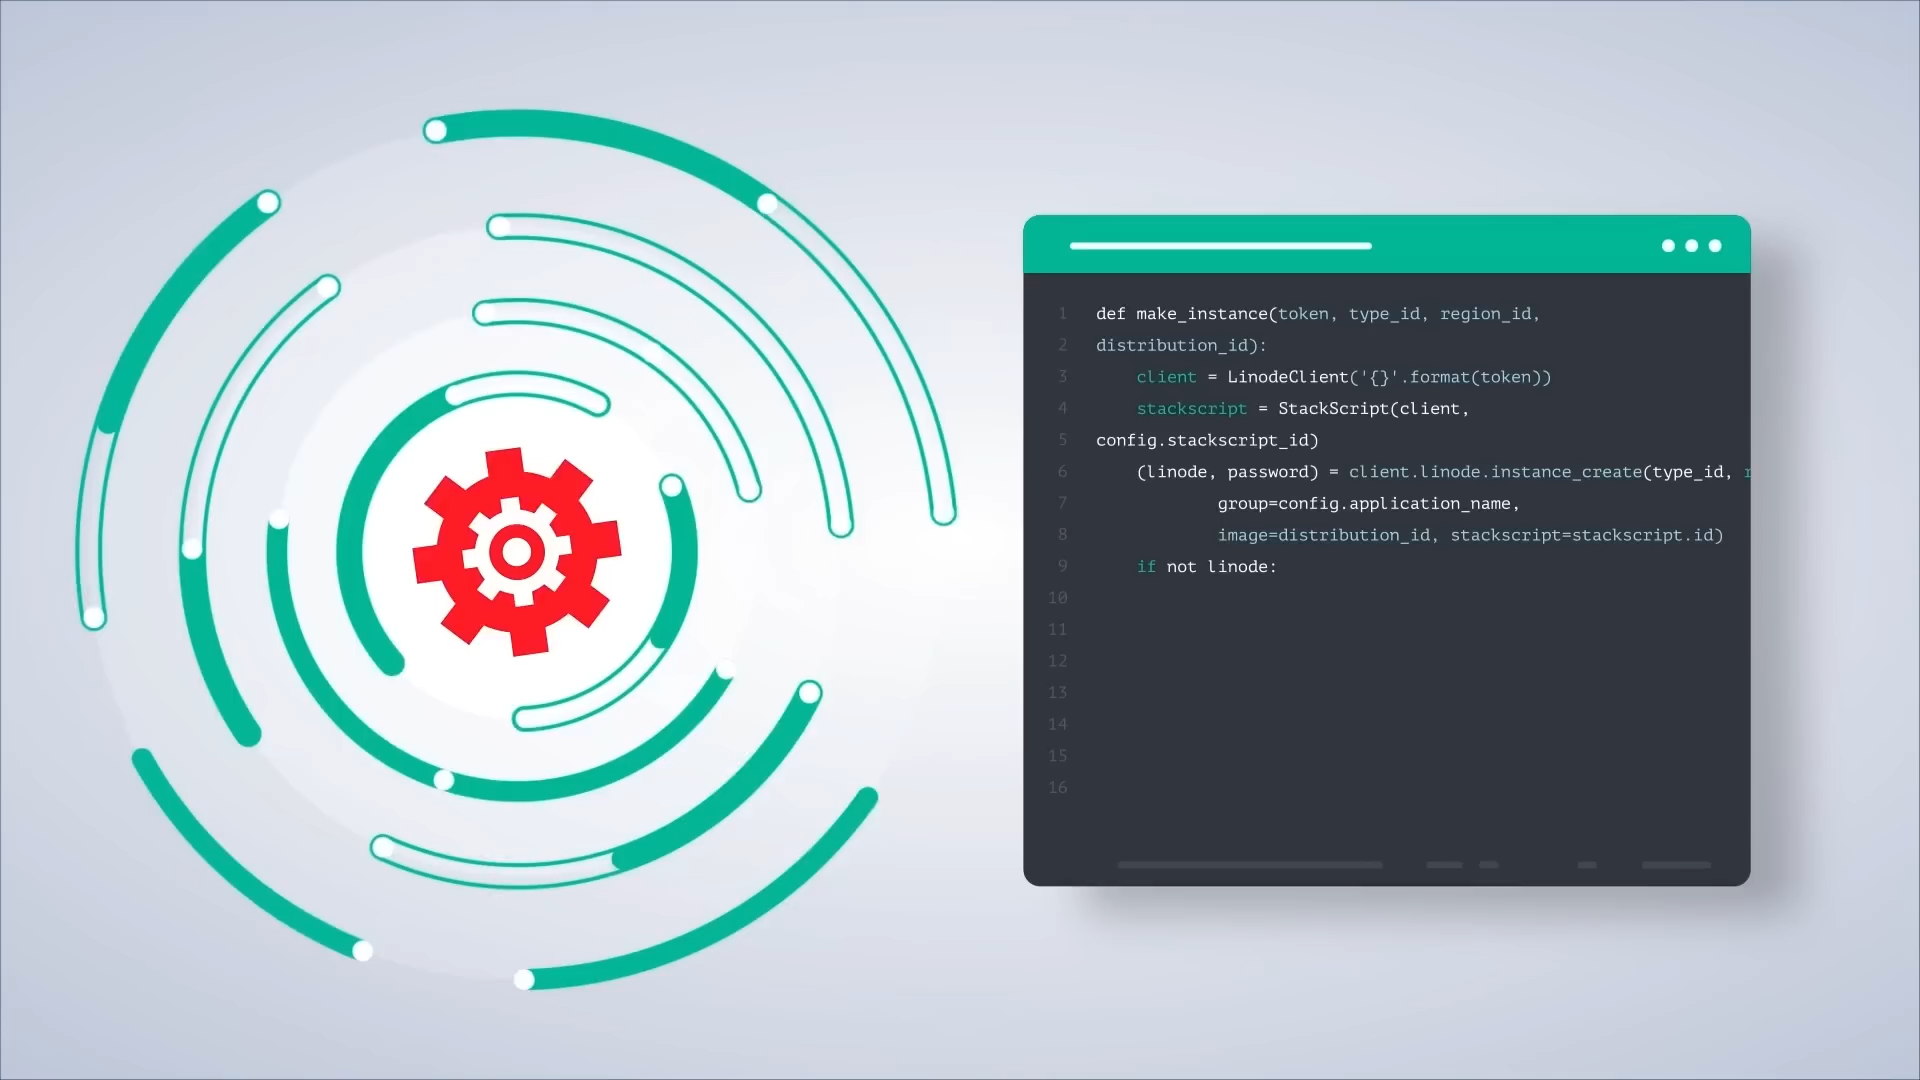 1 def make_instance(token, type_id, region_id,
2 distribution_id):
3 client = LinodeClient('{}'.format(token))
4 stackscript = StackScript(client,
5 config.stackscript_id)
6 (linode, password) = client.linode.instance_create(type_id,
7 group=config.application_name,
8 image=distribution_id, stackscript=stackscript.id)
9 if not linode:
10
11
12
13
14
15
16